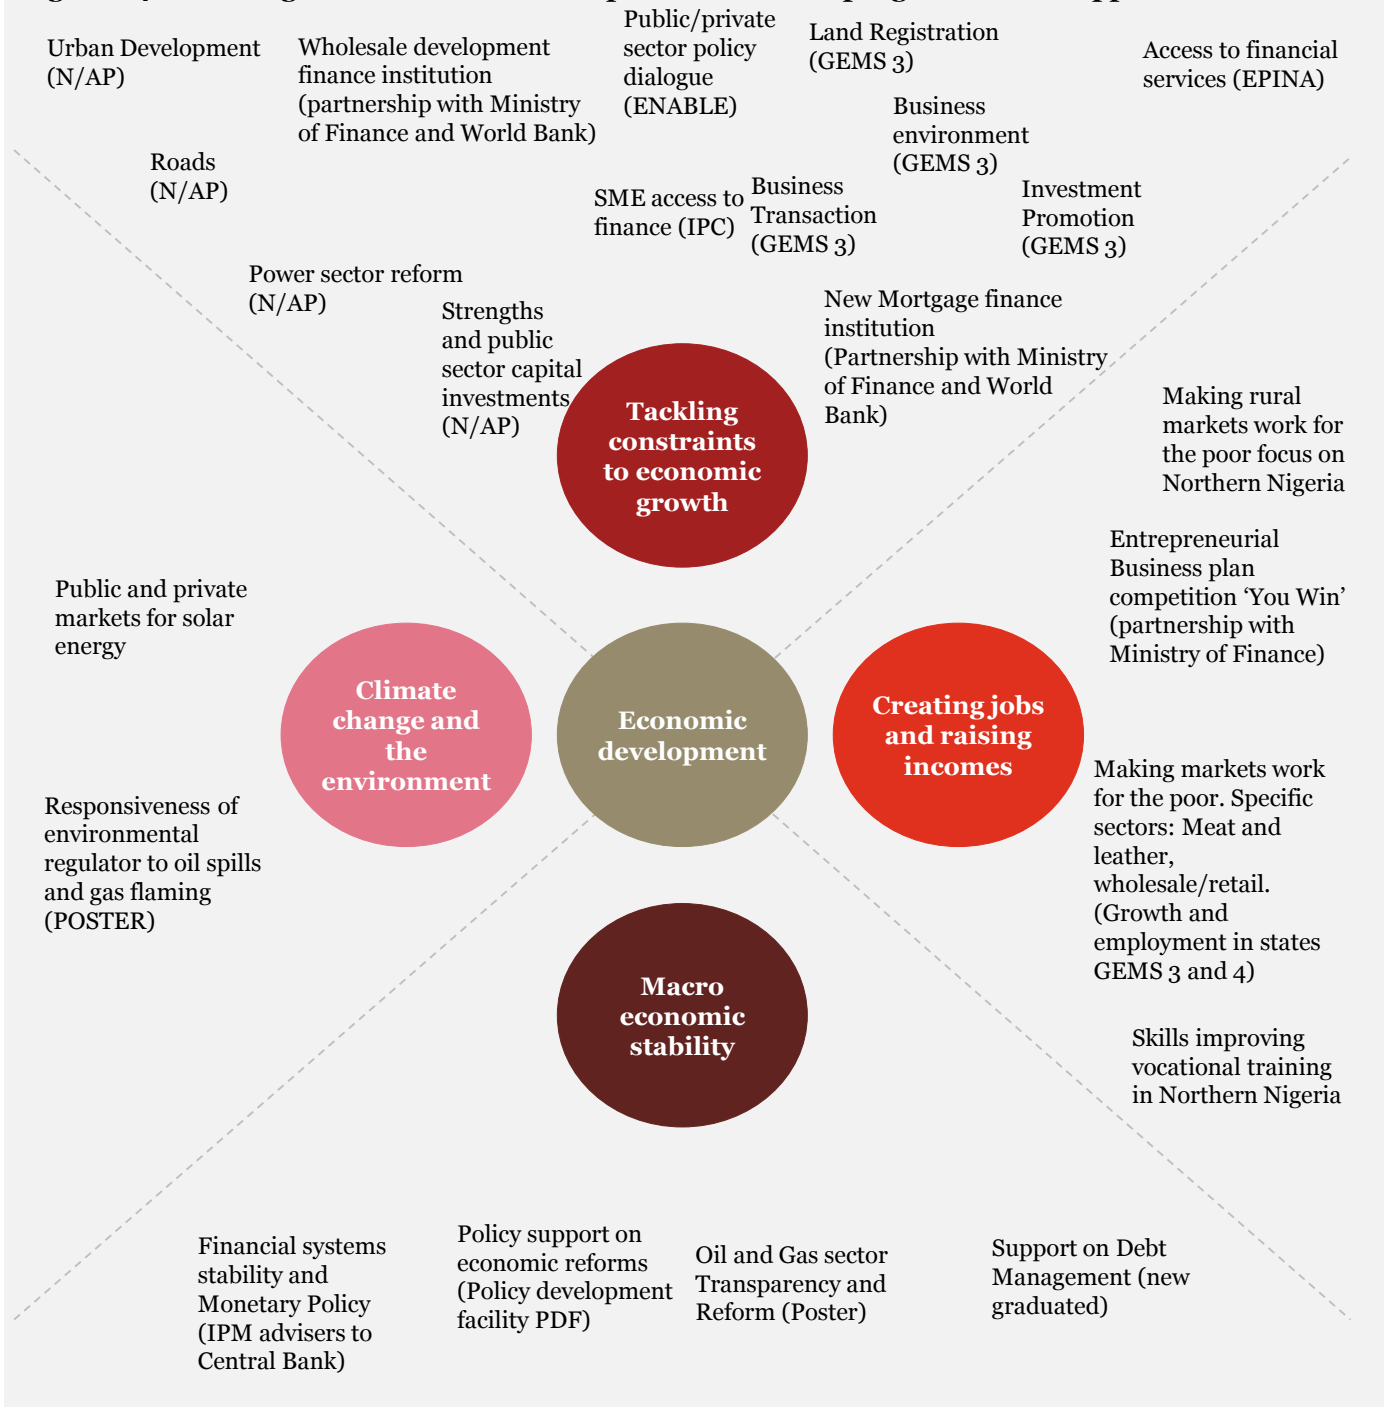 Urban Development
(N/AP)
Wholesale development
finance institution
(partnership with Ministry
of Finance and World Bank)
Public/private
sector policy
dialogue
(ENABLE)
Land Registration
(GEMS 3)
Access to financial
services (EPINA)
Business
environment
(GEMS 3)
Roads
(N/AP)
SME access to
finance (IPC)
Business
Transaction
(GEMS 3)
Investment
Promotion
(GEMS 3)
Power sector reform
(N/AP)
Strengths
and public
sector capital
investments
(N/AP)
New Mortgage finance
institution
(Partnership with Ministry
of Finance and World
Bank)
Tackling
constraints
to economic
growth
Making rural
markets work for
the poor focus on
Northern Nigeria
Entrepreneurial
Business plan
competition ‘You Win’
(partnership with
Ministry of Finance)
Public and private
markets for solar
energy
Climate
change and
the
environment
Economic
development
Creating jobs
and raising
incomes
Making markets work
for the poor. Specific
sectors: Meat and
leather,
wholesale/retail.
(Growth and
employment in states
GEMS 3 and 4)
Responsiveness of
environmental
regulator to oil spills
and gas flaming
(POSTER)
Macro
economic
stability
Skills improving
vocational training
in Northern Nigeria
Financial systems
stability and
Monetary Policy
(IPM advisers to
Central Bank)
Policy support on
economic reforms
(Policy development
facility PDF)
Oil and Gas sector
Transparency and
Reform (Poster)
Support on Debt
Management (new
graduated)